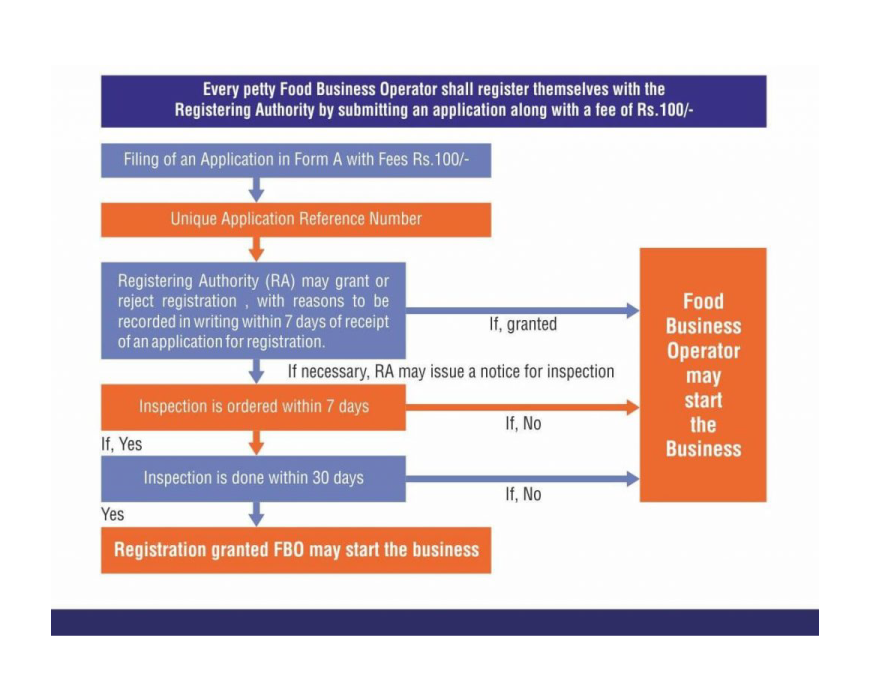 Every petty Food Business Operator shall register themselves with the
Registering Authority by submitting an application along with a fee of Rs.100/-
Filing of an Application in Form A with Fees Rs.100/-
Unique Application Reference Number
Registering Authority (RA) may grant or
reject registration , with reasons to be
recorded in writing within 7 days of receipt
of an application for registration.
If, granted
If necessary, RA may issue a notice for inspection
Inspection is ordered within 7 days
If, No
If, Yes
Inspection is done within 30 days
If, No
Yes
Registration granted FBO may start the business
Food
Business
Operator
may
start
the
Business